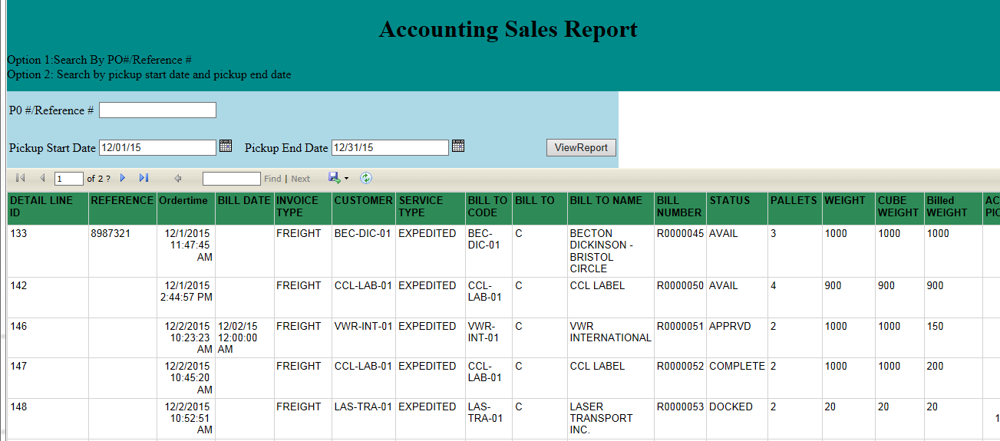 Accounting Sales Report
Option 1:Search By PO#/Reference #
Option 2: Search by pickup start date and pickup end date
P0 #/Reference #
Pickup Start Date 12/01/15 Pickup End Date 12/31/15 ViewReport
1 of 2 ? Find | Next
DETAIL LINE ID REFERENCE Ordertime BILL DATE INVOICE TYPE CUSTOMER SERVICE TYPE BILL TO CODE BILL TO BILL TO NAME BILL NUMBER STATUS PALLETS WEIGHT CUBE WEIGHT Billed WEIGHT AC PIC
133 8987321 12/1/2015 11:47:45 AM FREIGHT BEC-DIC-01 EXPEDITED BEC-DIC-01 C BECTON DICKINSON - BRISTOL CIRCLE R0000045 AVAIL 3 1000 1000 1000
142 12/1/2015 2:44:57 PM FREIGHT CCL-LAB-01 EXPEDITED CCL-LAB-01 C CCL LABEL R0000050 AVAIL 4 900 900 900
146 12/2/2015 10:23:23 AM 12/02/15 12:00:00 AM FREIGHT VWR-INT-01 EXPEDITED VWR-INT-01 C VWR INTERNATIONAL R0000051 APPRVD 2 1000 1000 150
147 12/2/2015 10:45:20 AM FREIGHT CCL-LAB-01 EXPEDITED CCL-LAB-01 C CCL LABEL R0000052 COMPLETE 2 1000 1000 200
148 12/2/2015 10:52:51 AM FREIGHT LAS-TRA-01 EXPEDITED LAS-TRA-01 C LASER TRANSPORT INC. R0000053 DOCKED 2 20 20 20 1